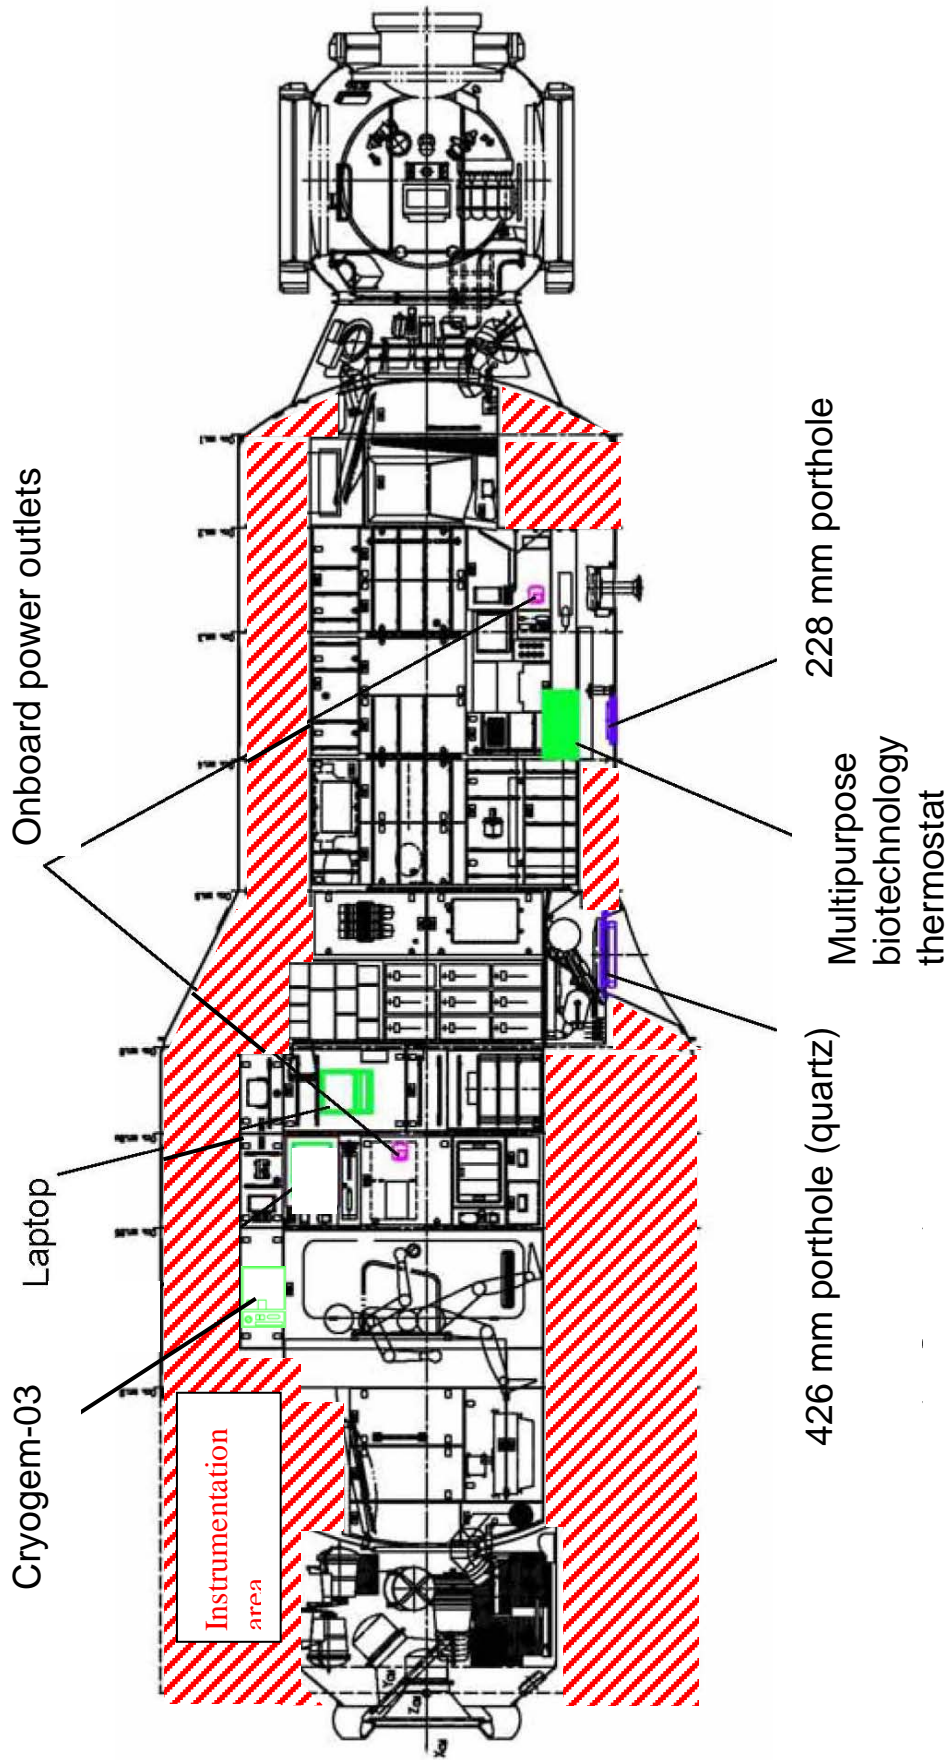 Onboard power outlets
Laptop
Cryogem-03
Instrumentation
area
228 mm porthole
Multipurpose
biotechnology
thermostat
426 mm porthole (quartz)